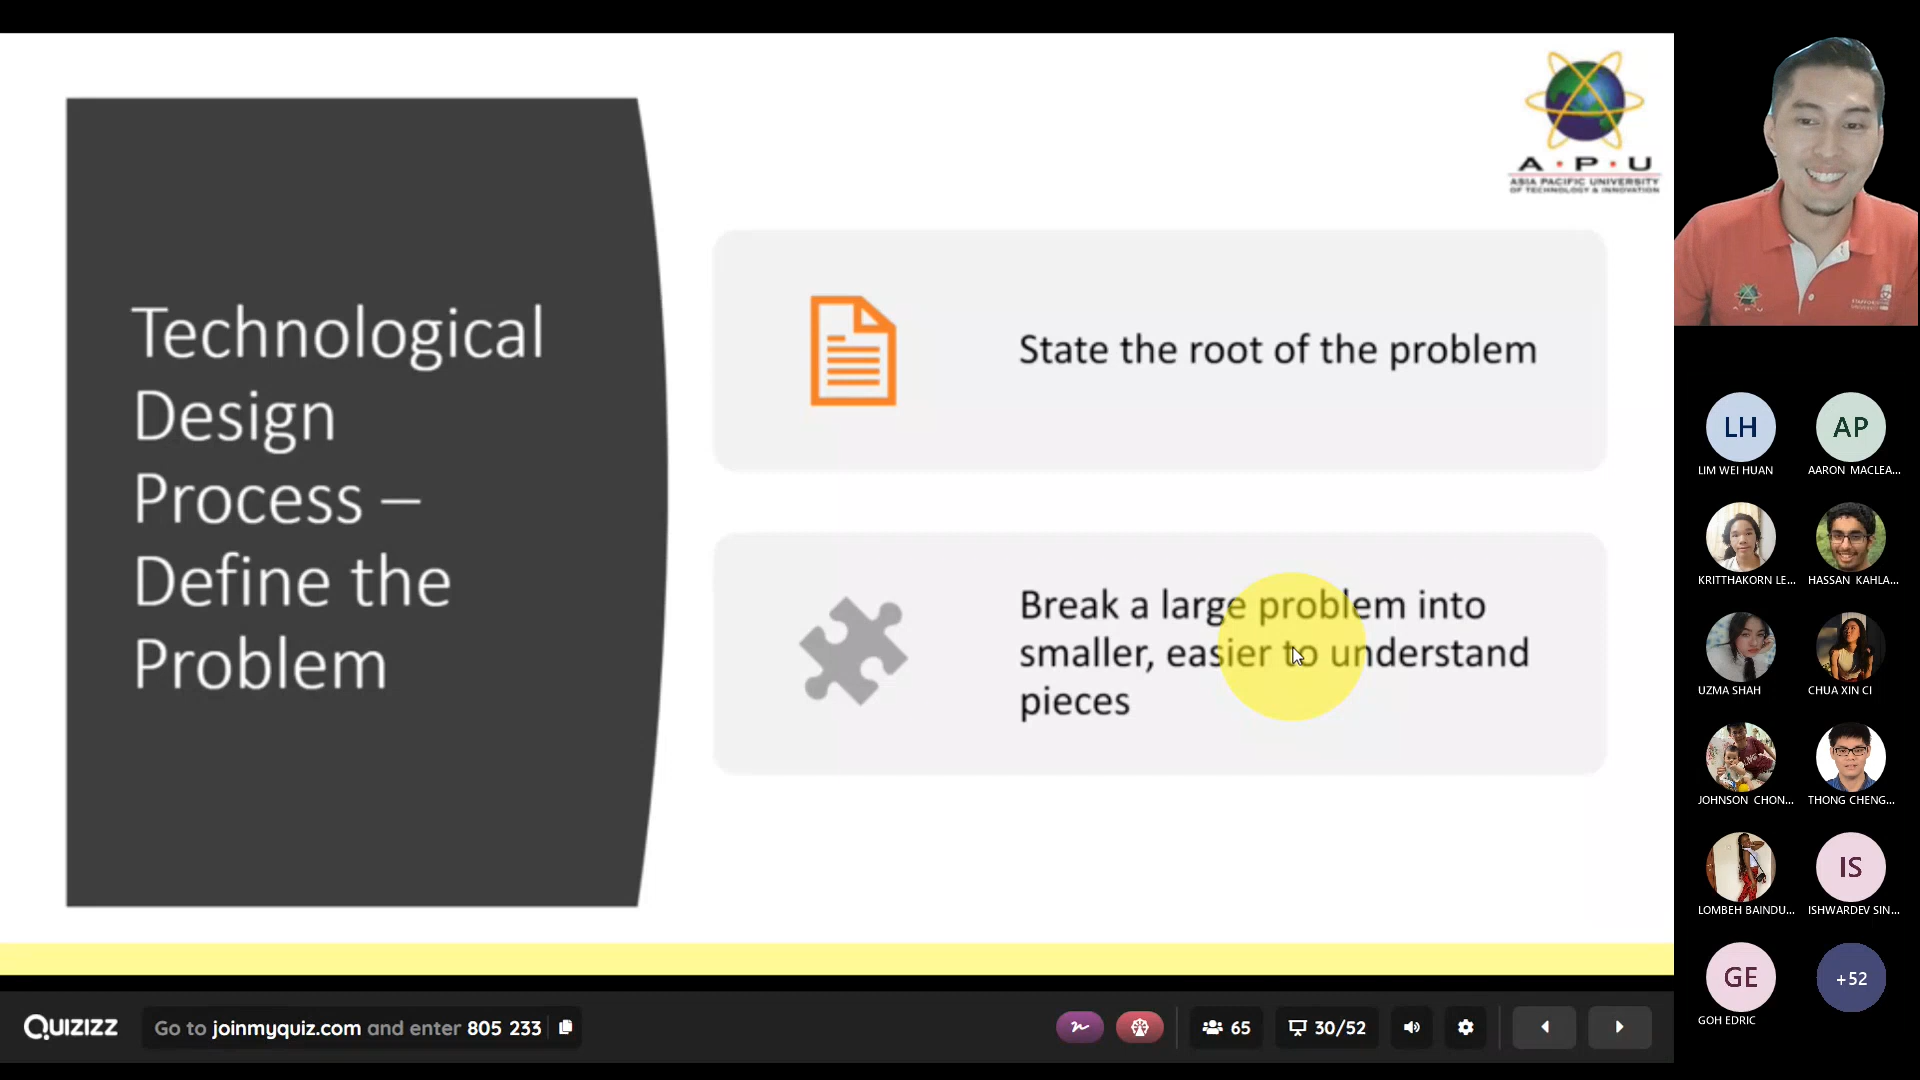 Technological
Design
Process –
Define the
Problem
A·P·U
ASIA PACIFIC UNIVERSITY
OF TECHNOLOGY & INNOVATION
State the root of the problem
Break a large problem into
smaller, easier to understand
pieces
LH
LIM WEI HUAN
AP
AARON MACLEA...
KRITTHAKORN LE...
HASSAN KAHLA...
UZMA SHAH
CHUA XIN CI
JOHNSON CHON...
THONG CHENG...
LOMBEH BAINDU...
IS
ISHWARDEV SIN...
GE
GOH EDRIC
+52
QUIZIZZ
Go to joinmyquiz.com and enter 805 233
65
30/52